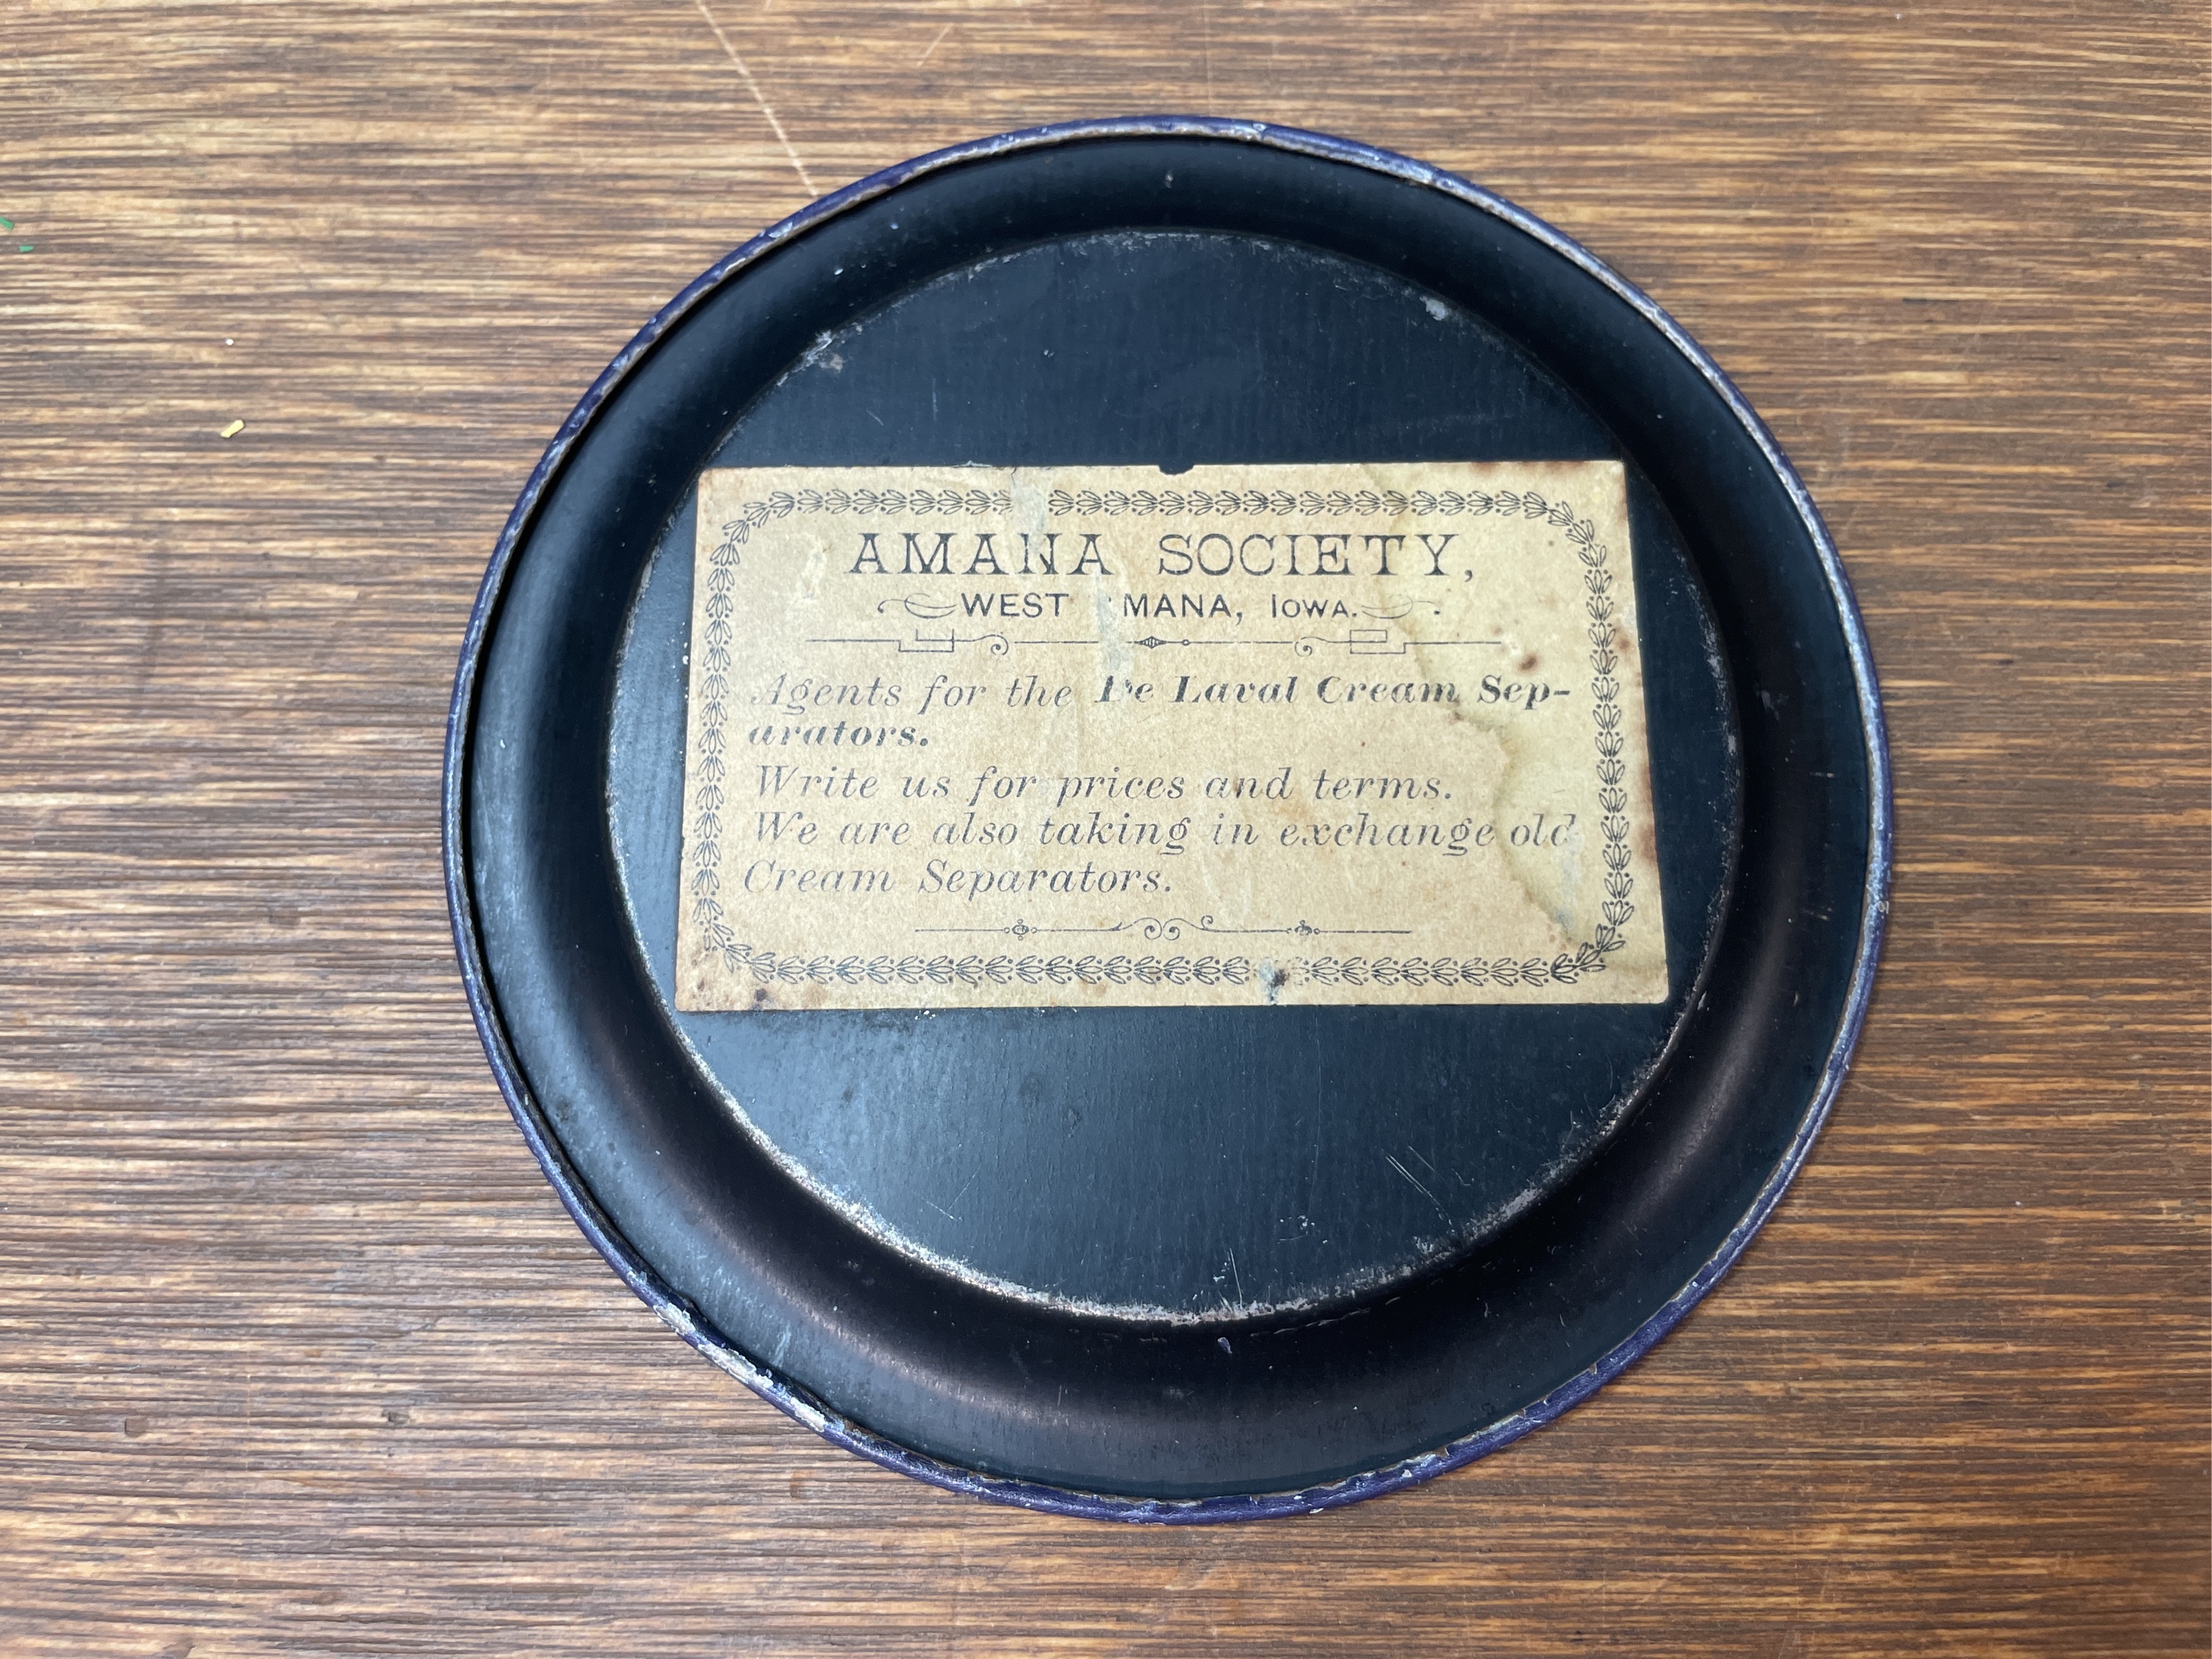 AMANA SOCIETY,
WEST MANA, IOWA.
Agents for the De Laval Cream Sep-
arators.
Write us for prices and terms.
We are also taking in exchange old
Cream Separators.